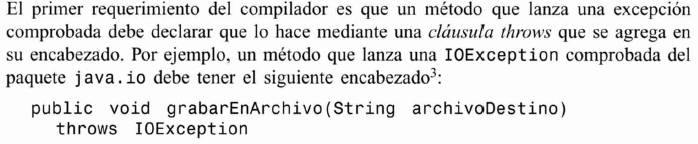 El primer requerimiento del compilador es que un método que lanza una excepción
comprobada debe declarar que lo hace mediante una cláusula throws que se agrega en
su encabezado. Por ejemplo, un método que lanza una IOException comprobada del
paquete java.io debe tener el siguiente encabezado³:
public void grabarEnArchivo(String archivoDestino)
throws IOException